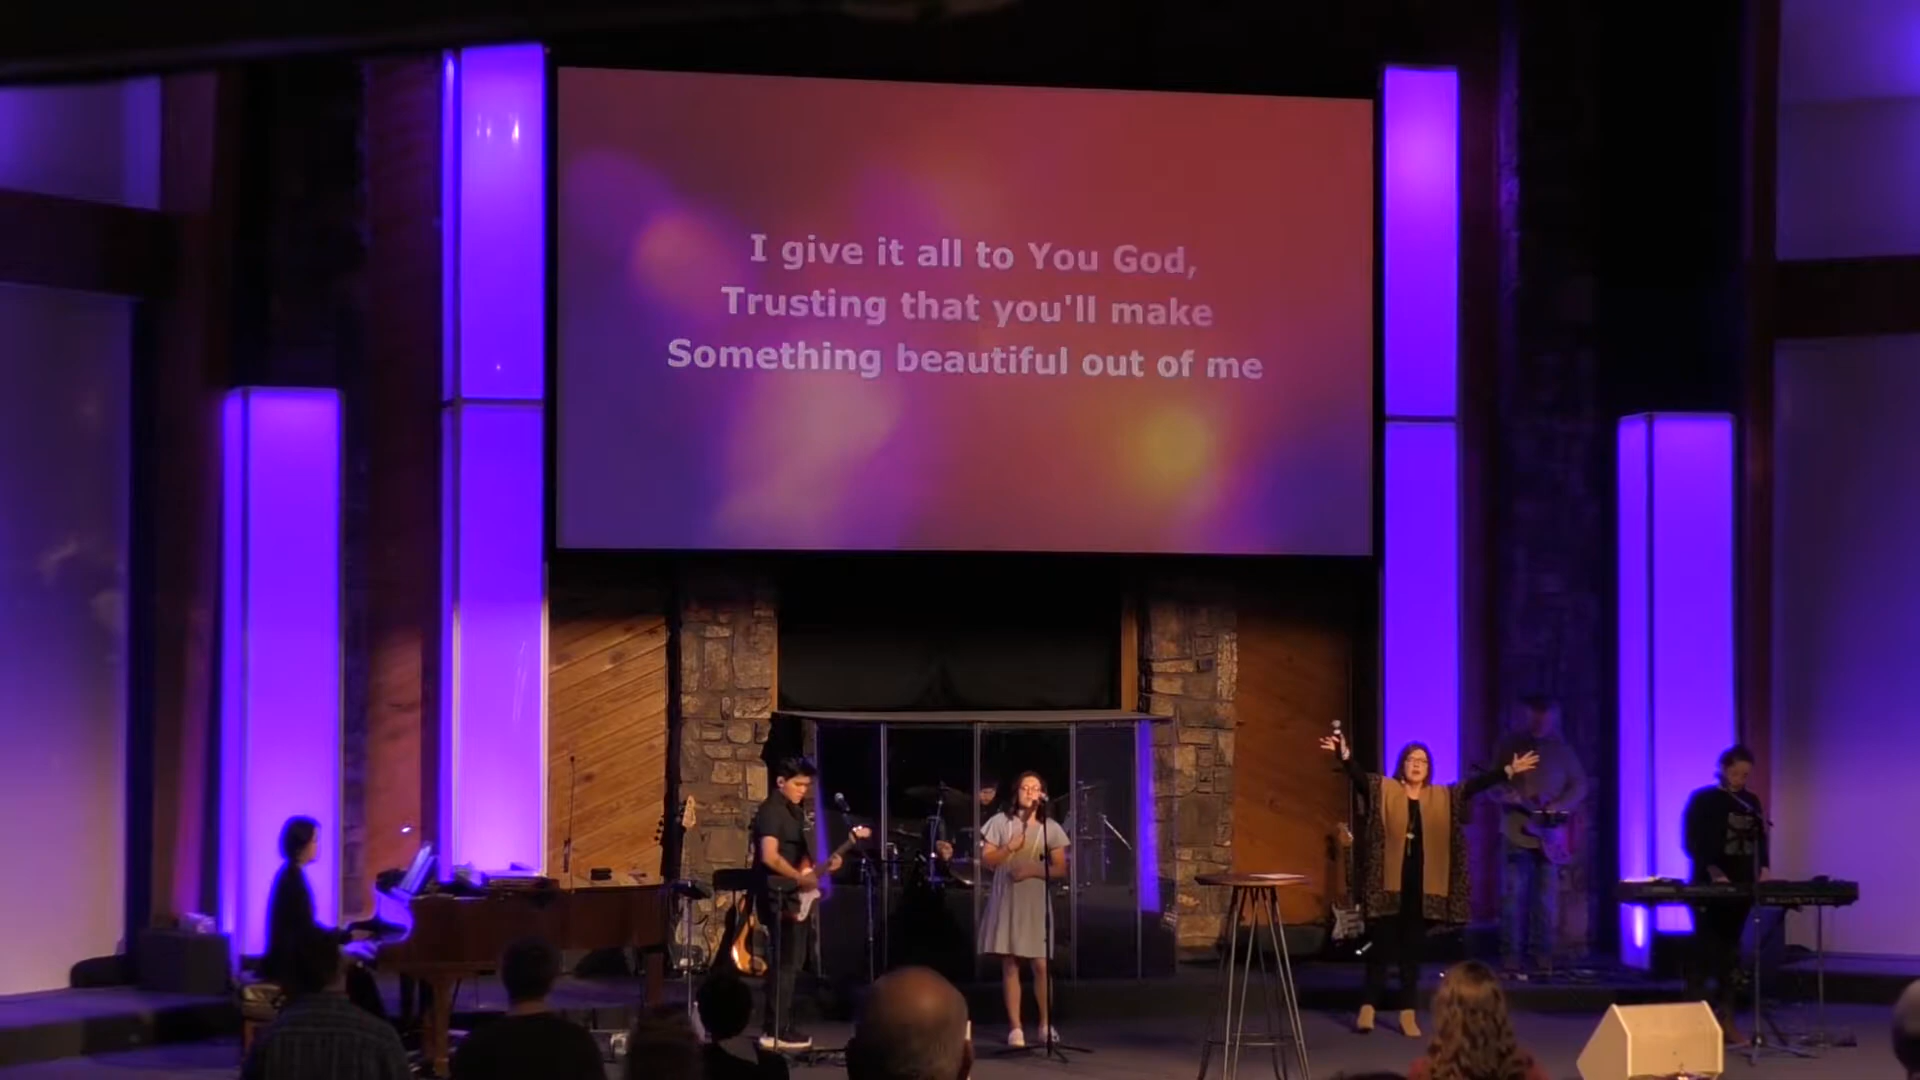 I give it all to You God,
Trusting that you'll make
Something beautiful out of me